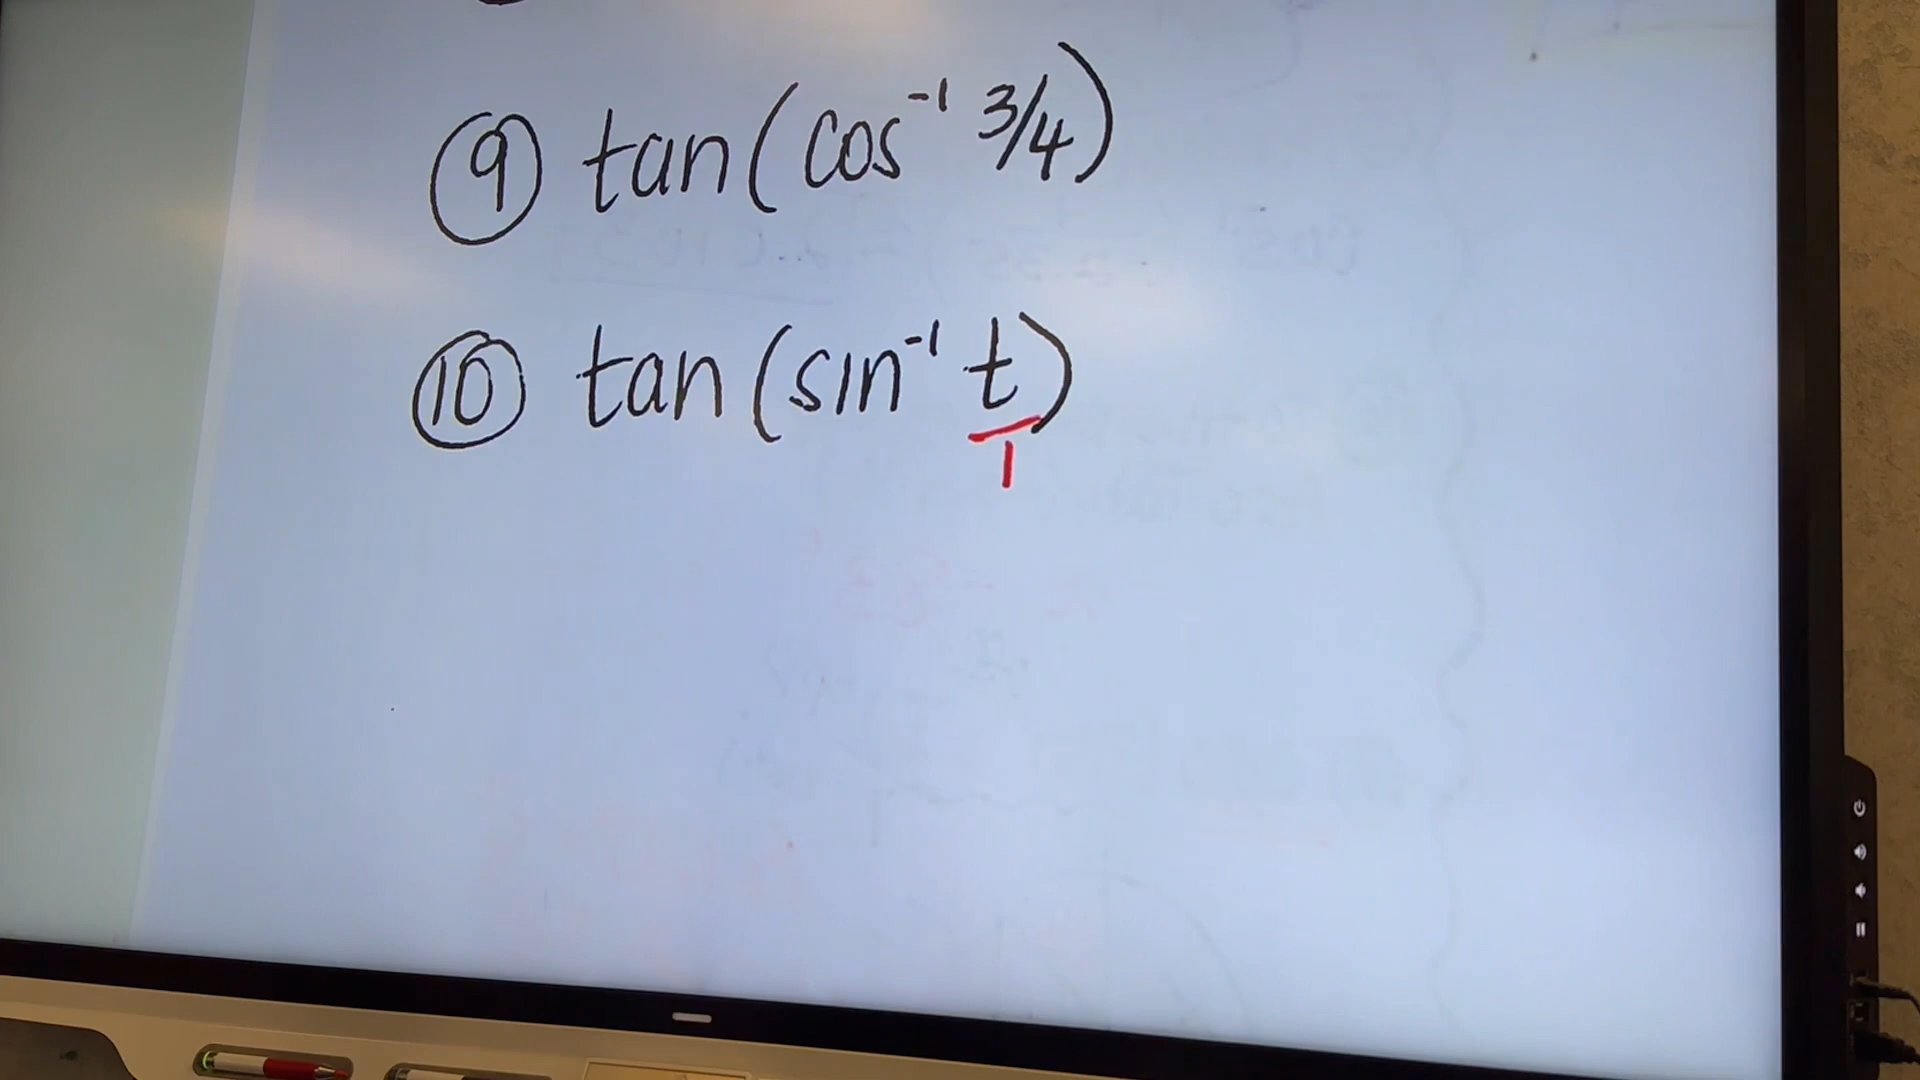 ⑨ tan(cos⁻¹ 3/4)
⑩ tan(sin⁻¹ t)
1